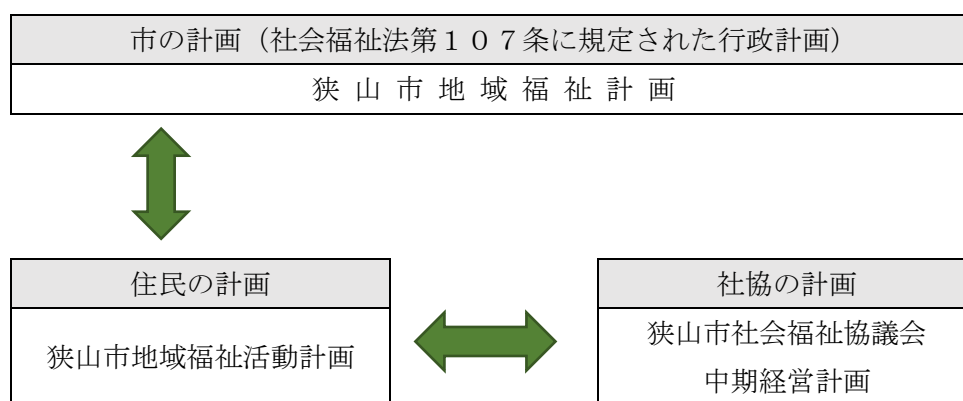 市の計画（社会福祉法第１０７条に規定された行政計画）
狭 山 市 地 域 福 祉 計 画
住民の計画
狭山市地域福祉活動計画
社協の計画
狭山市社会福祉協議会
中期経営計画